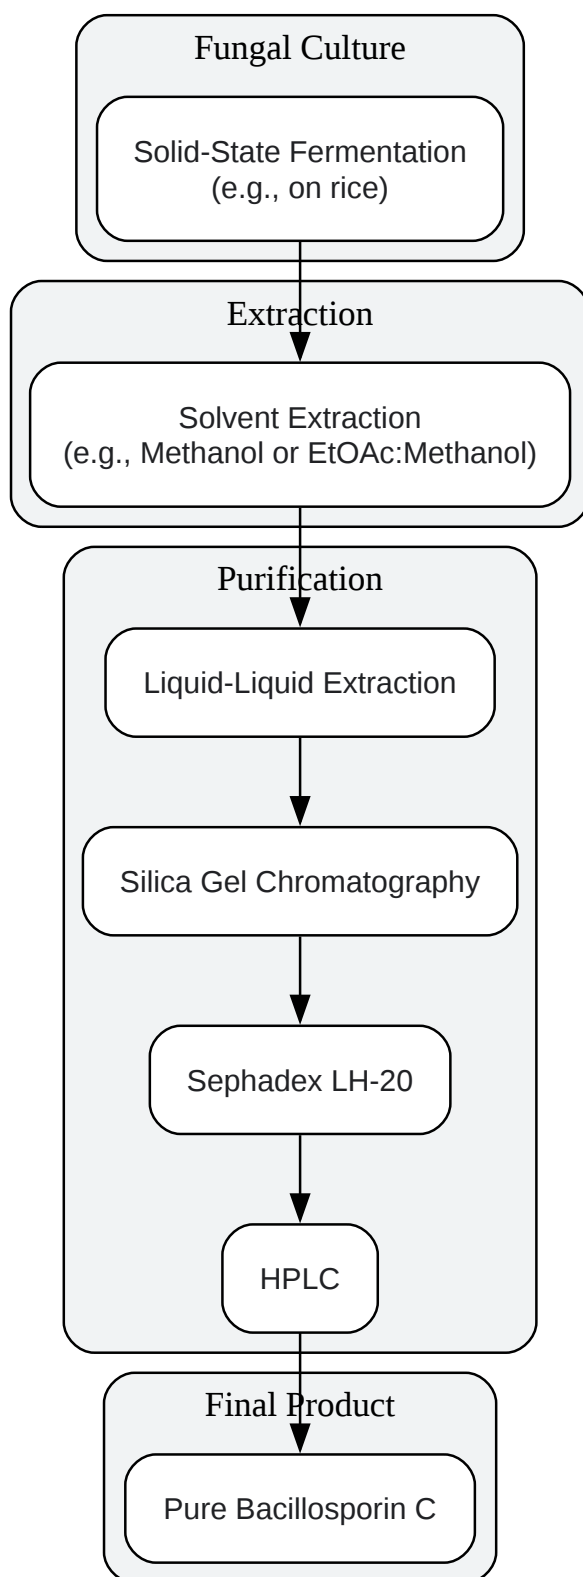 Fungal Culture
Solid-State Fermentation
(e.g., on rice)
Extraction
Solvent Extraction
(e.g., Methanol or EtOAc:Methanol)
Purification
Liquid-Liquid Extraction
Silica Gel Chromatography
Sephadex LH-20
HPLC
Final Product
Pure Bacillosporin C